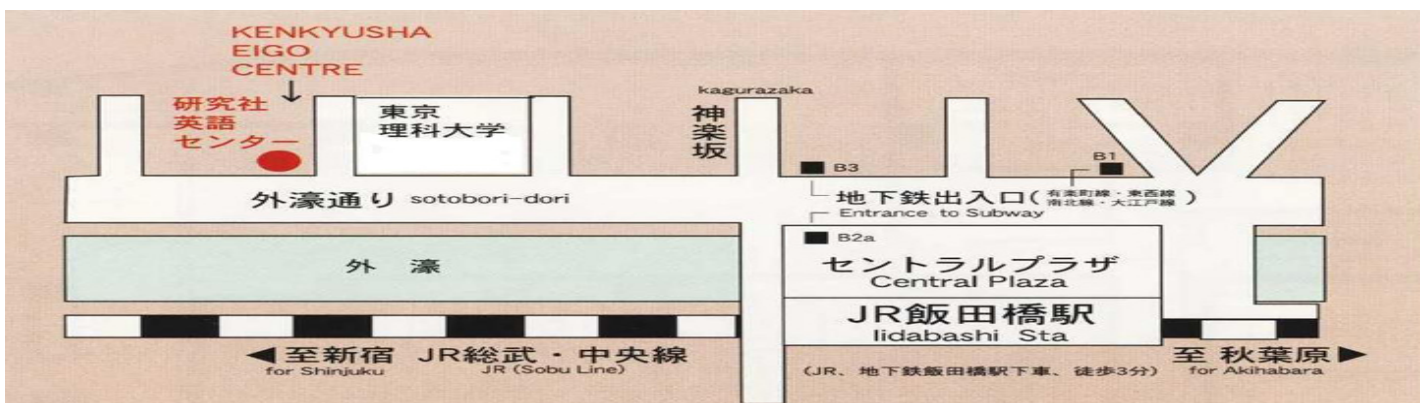 KENKYUSHA
EIGO
CENTRE
研究社
英語
センター
東京
理科大学
kagurazaka
神楽坂
B3
B1
外濠通り sotobori-dori
地下鉄出入口(有楽町線・東西線
南北線・大江戸線)
Entrance to Subway
B2a
外 濠
セントラルプラザ
Central Plaza
JR飯田橋駅
Iidabashi Sta
◀至新宿 JR総武・中央線
for Shinjuku JR (Sobu Line)
(JR、地下鉄飯田橋駅下車、徒歩3分)
至 秋葉原▶
for Akihabara